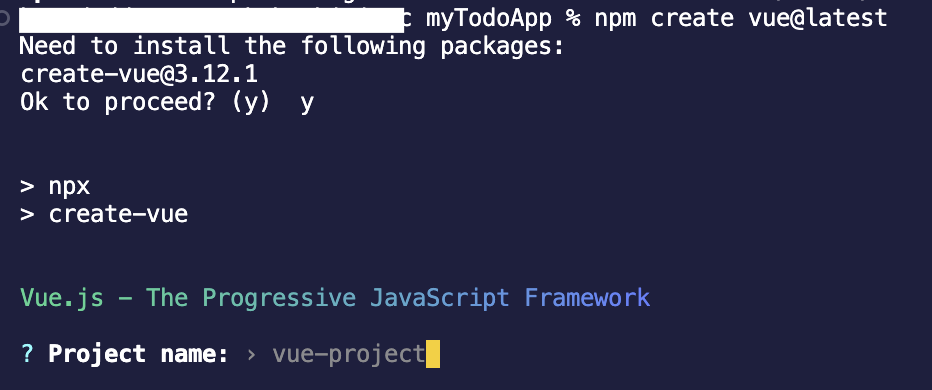 c myTodoApp % npm create vue@latest
Need to install the following packages:
create-vue@3.12.1
Ok to proceed? (y)  y
> npx
> create-vue
Vue.js - The Progressive JavaScript Framework
? Project name: › vue-project